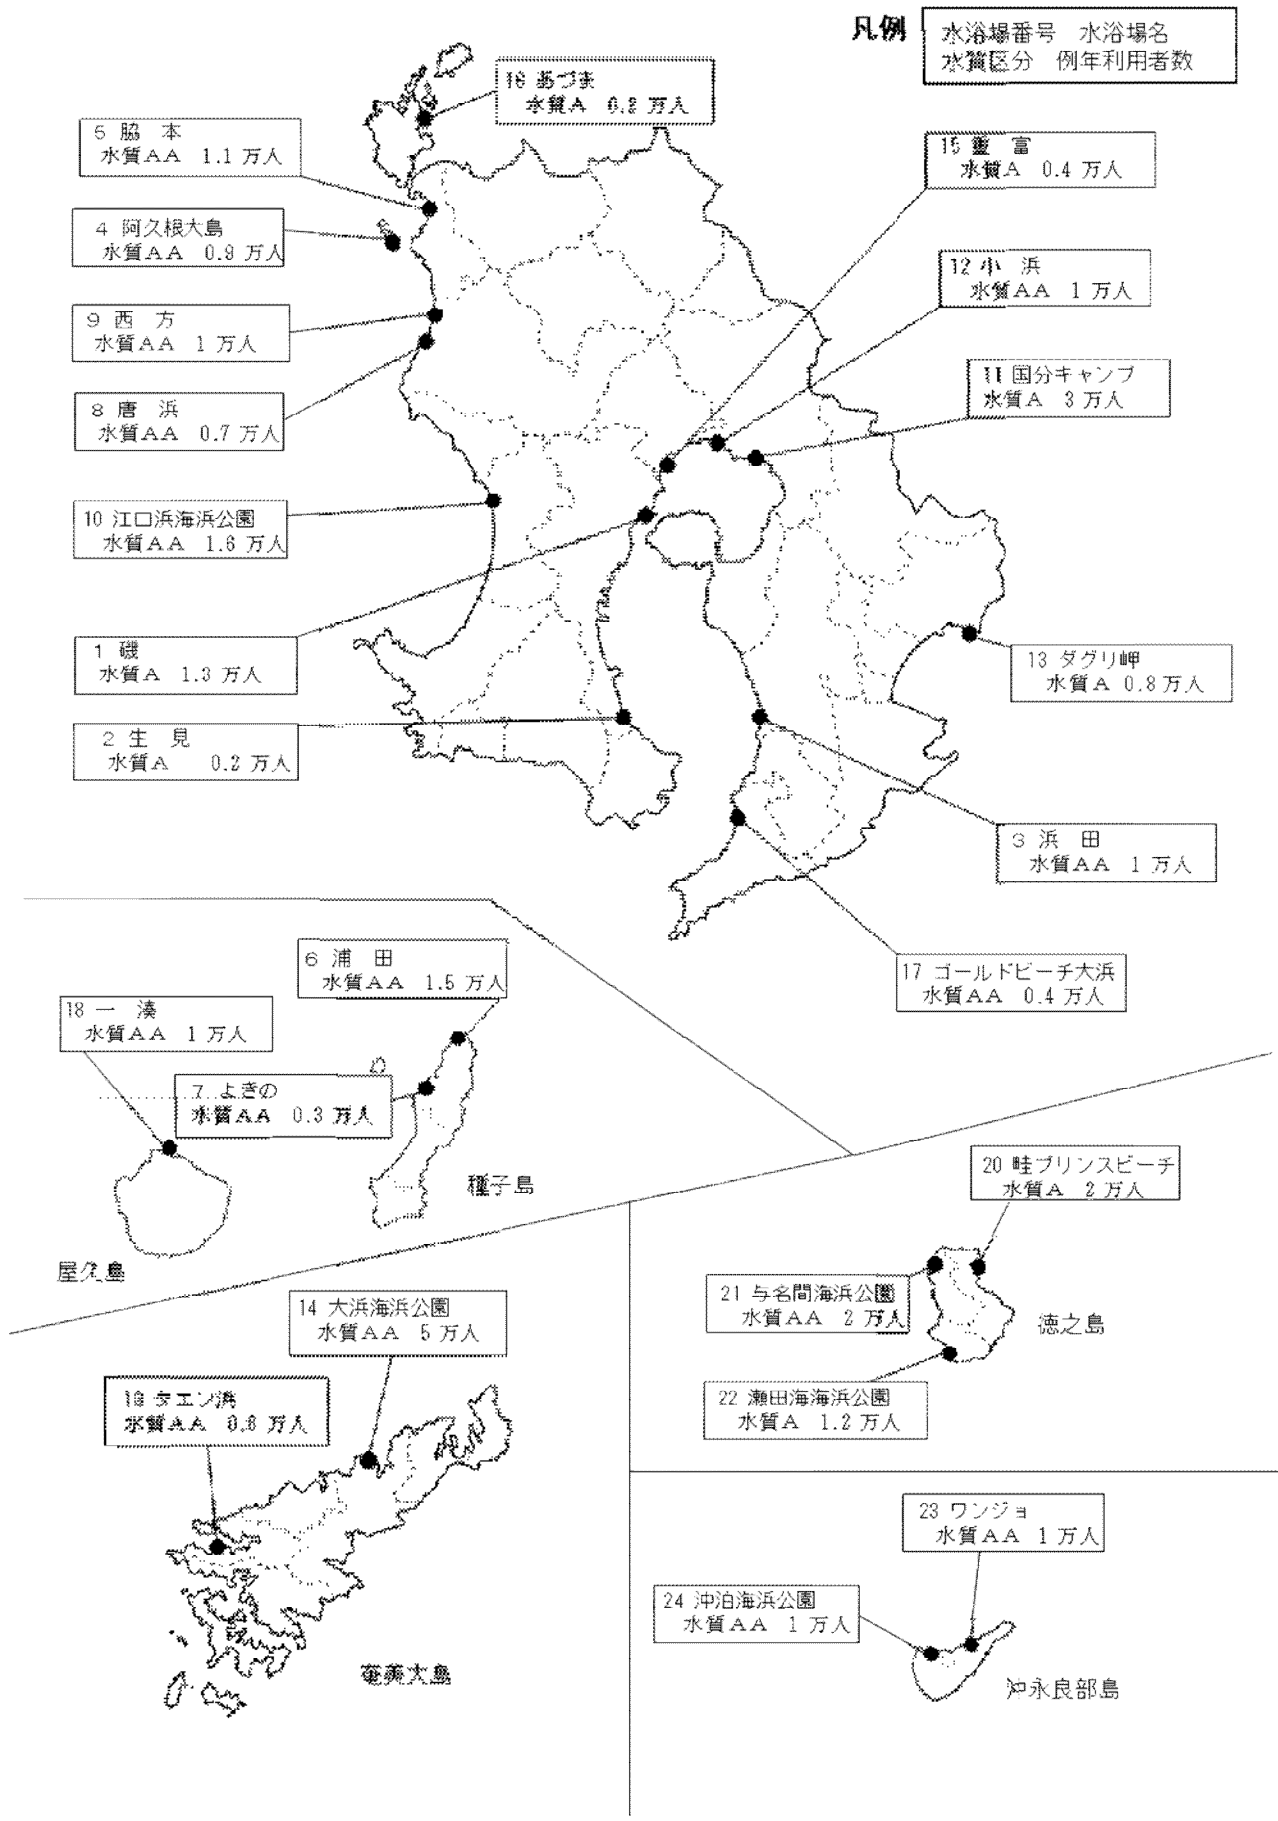 凡例
水浴場番号 水浴場名
水質区分 例年利用者数
16 あづま
水質A 0.2 万人
5 脇 本
水質AA 1.1 万人
15 重 富
水質A 0.4 万人
4 阿久根大島
水質AA 0.9 万人
12 小 浜
水質AA 1 万人
9 西 方
水質AA 1 万人
11 国分キャンプ
水質A 3 万人
8 唐 浜
水質AA 0.7 万人
10 江口浜海浜公園
水質AA 1.6 万人
1 磯
水質A 1.3 万人
13 ダグリ岬
水質A 0.8 万人
2 生 見
水質A 0.2 万人
3 浜 田
水質AA 1 万人
17 ゴールドビーチ大浜
水質AA 0.4 万人
6 浦 田
水質AA 1.5 万人
18 一 湊
水質AA 1 万人
7 よきの
水質AA 0.3 万人
種子島
屋久島
20 畦プリンスビーチ
水質A 2 万人
21 与名間海浜公園
水質AA 2 万人
徳之島
22 瀬田海海浜公園
水質A 1.2 万人
14 大浜海浜公園
水質AA 5 万人
タエン浜
水質AA
万人
奄美大島
23 ワンジョ
水質AA 1 万人
24 沖泊海浜公園
水質AA 1 万人
沖永良部島